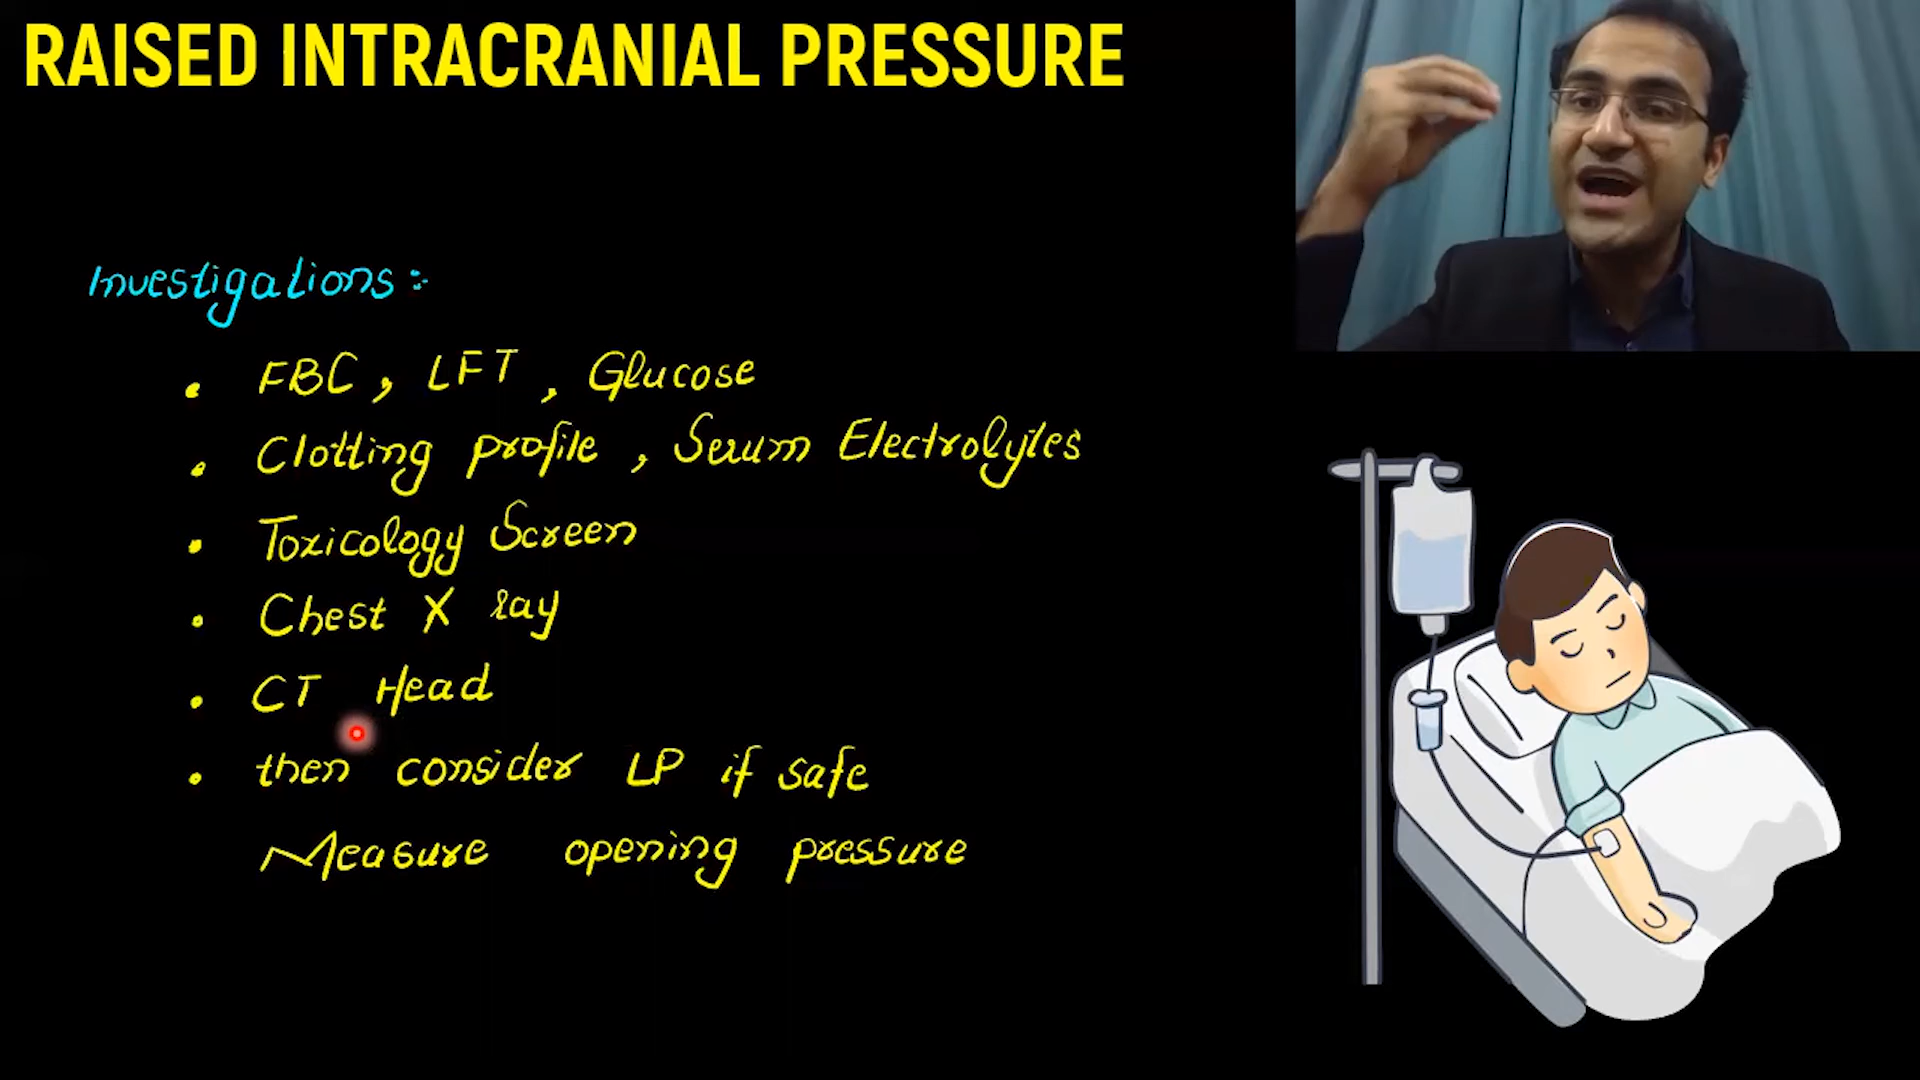 RAISED INTRACRANIAL PRESSURE
Investigations:-
• FBC, LFT, Glucose
• Clotting profile, Serum Electrolytes
• Toxicology Screen
• Chest X ray
• CT Head
• then consider LP if safe
Measure opening pressure